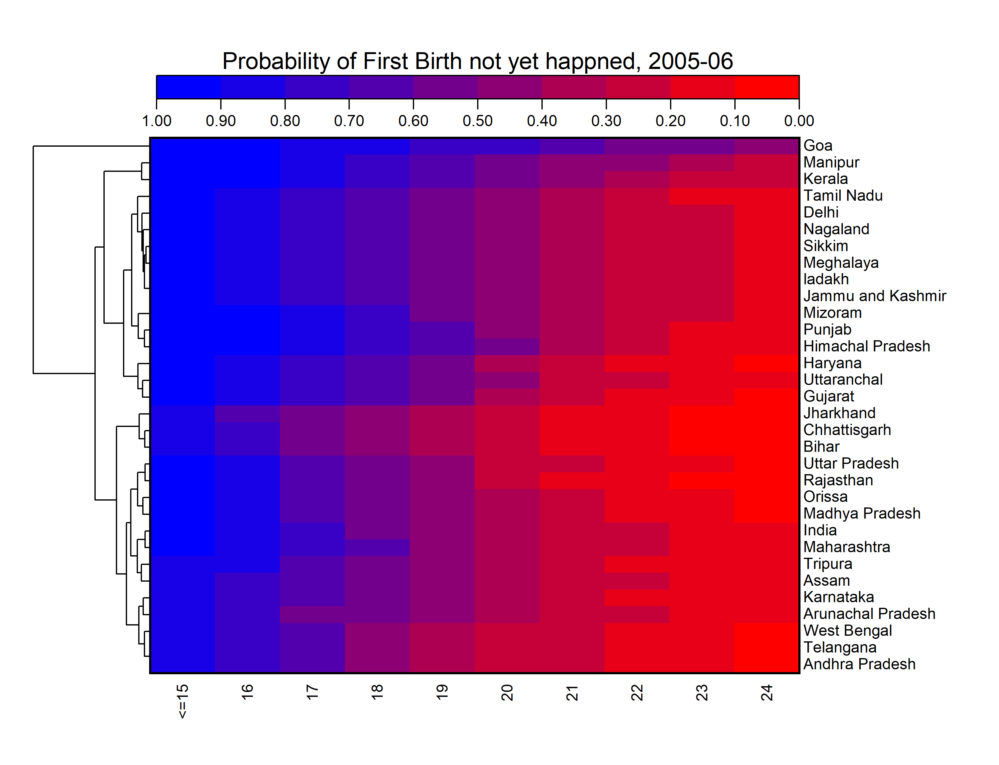 Probability of First Birth not yet happned, 2005-06
1.00 0.90 0.80 0.70 0.60 0.50 0.40 0.30 0.20 0.10 0.00
Goa
Manipur
Kerala
Tamil Nadu
Delhi
Nagaland
Sikkim
Meghalaya
ladakh
Jammu and Kashmir
Mizoram
Punjab
Himachal Pradesh
Haryana
Uttaranchal
Gujarat
Jharkhand
Chhattisgarh
Bihar
Uttar Pradesh
Rajasthan
Orissa
Madhya Pradesh
India
Maharashtra
Tripura
Assam
Karnataka
Arunachal Pradesh
West Bengal
Telangana
Andhra Pradesh
<=15 16 17 18 19 20 21 22 23 24